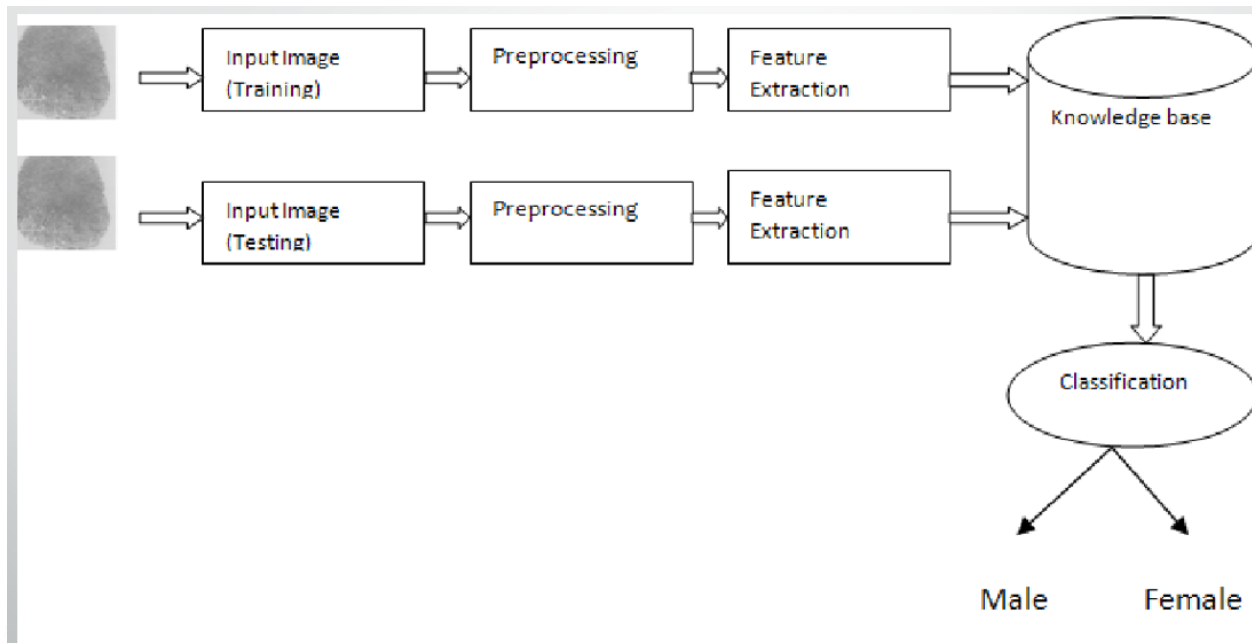 Input Image
(Training)
Preprocessing
Feature
Extraction
Knowledge base
Input Image
(Testing)
Preprocessing
Feature
Extraction
Classification
Male
Female